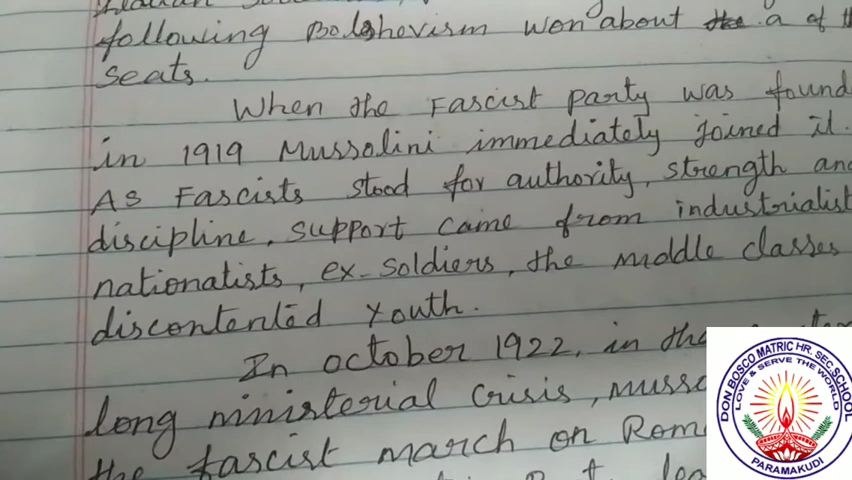 following Bolshevism won about the a of
seats.
When the Fascist party was found
in 1919 Mussolini immediately joined it.
As Fascists stood for authority, strength and
discipline, support came from industrialist
nationatists, ex-soldiers, the middle classes
discontented youth.
In october 1922, in the
long ministerial crisis, Musso
the fascist march on Rom
DON BOSCO MATRIC HR. SEC. SCHOOL
LOVE & SERVE THE WORLD
PARAMAKUDI